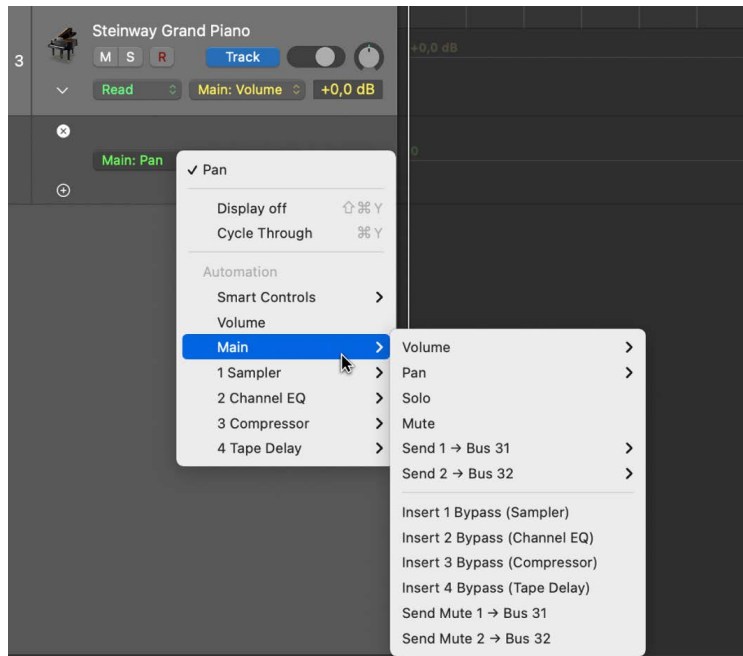 Steinway Grand Piano
+0,0 dB
3
M S R Track
Read Main: Volume +0,0 dB
Main: Pan
0
✓ Pan
Display off ⇧⌘Y
Cycle Through ⌘Y
Automation
Smart Controls
Volume
Main
1 Sampler
2 Channel EQ
3 Compressor
4 Tape Delay
Volume
Pan
Solo
Mute
Send 1 → Bus 31
Send 2 → Bus 32
Insert 1 Bypass (Sampler)
Insert 2 Bypass (Channel EQ)
Insert 3 Bypass (Compressor)
Insert 4 Bypass (Tape Delay)
Send Mute 1 → Bus 31
Send Mute 2 → Bus 32